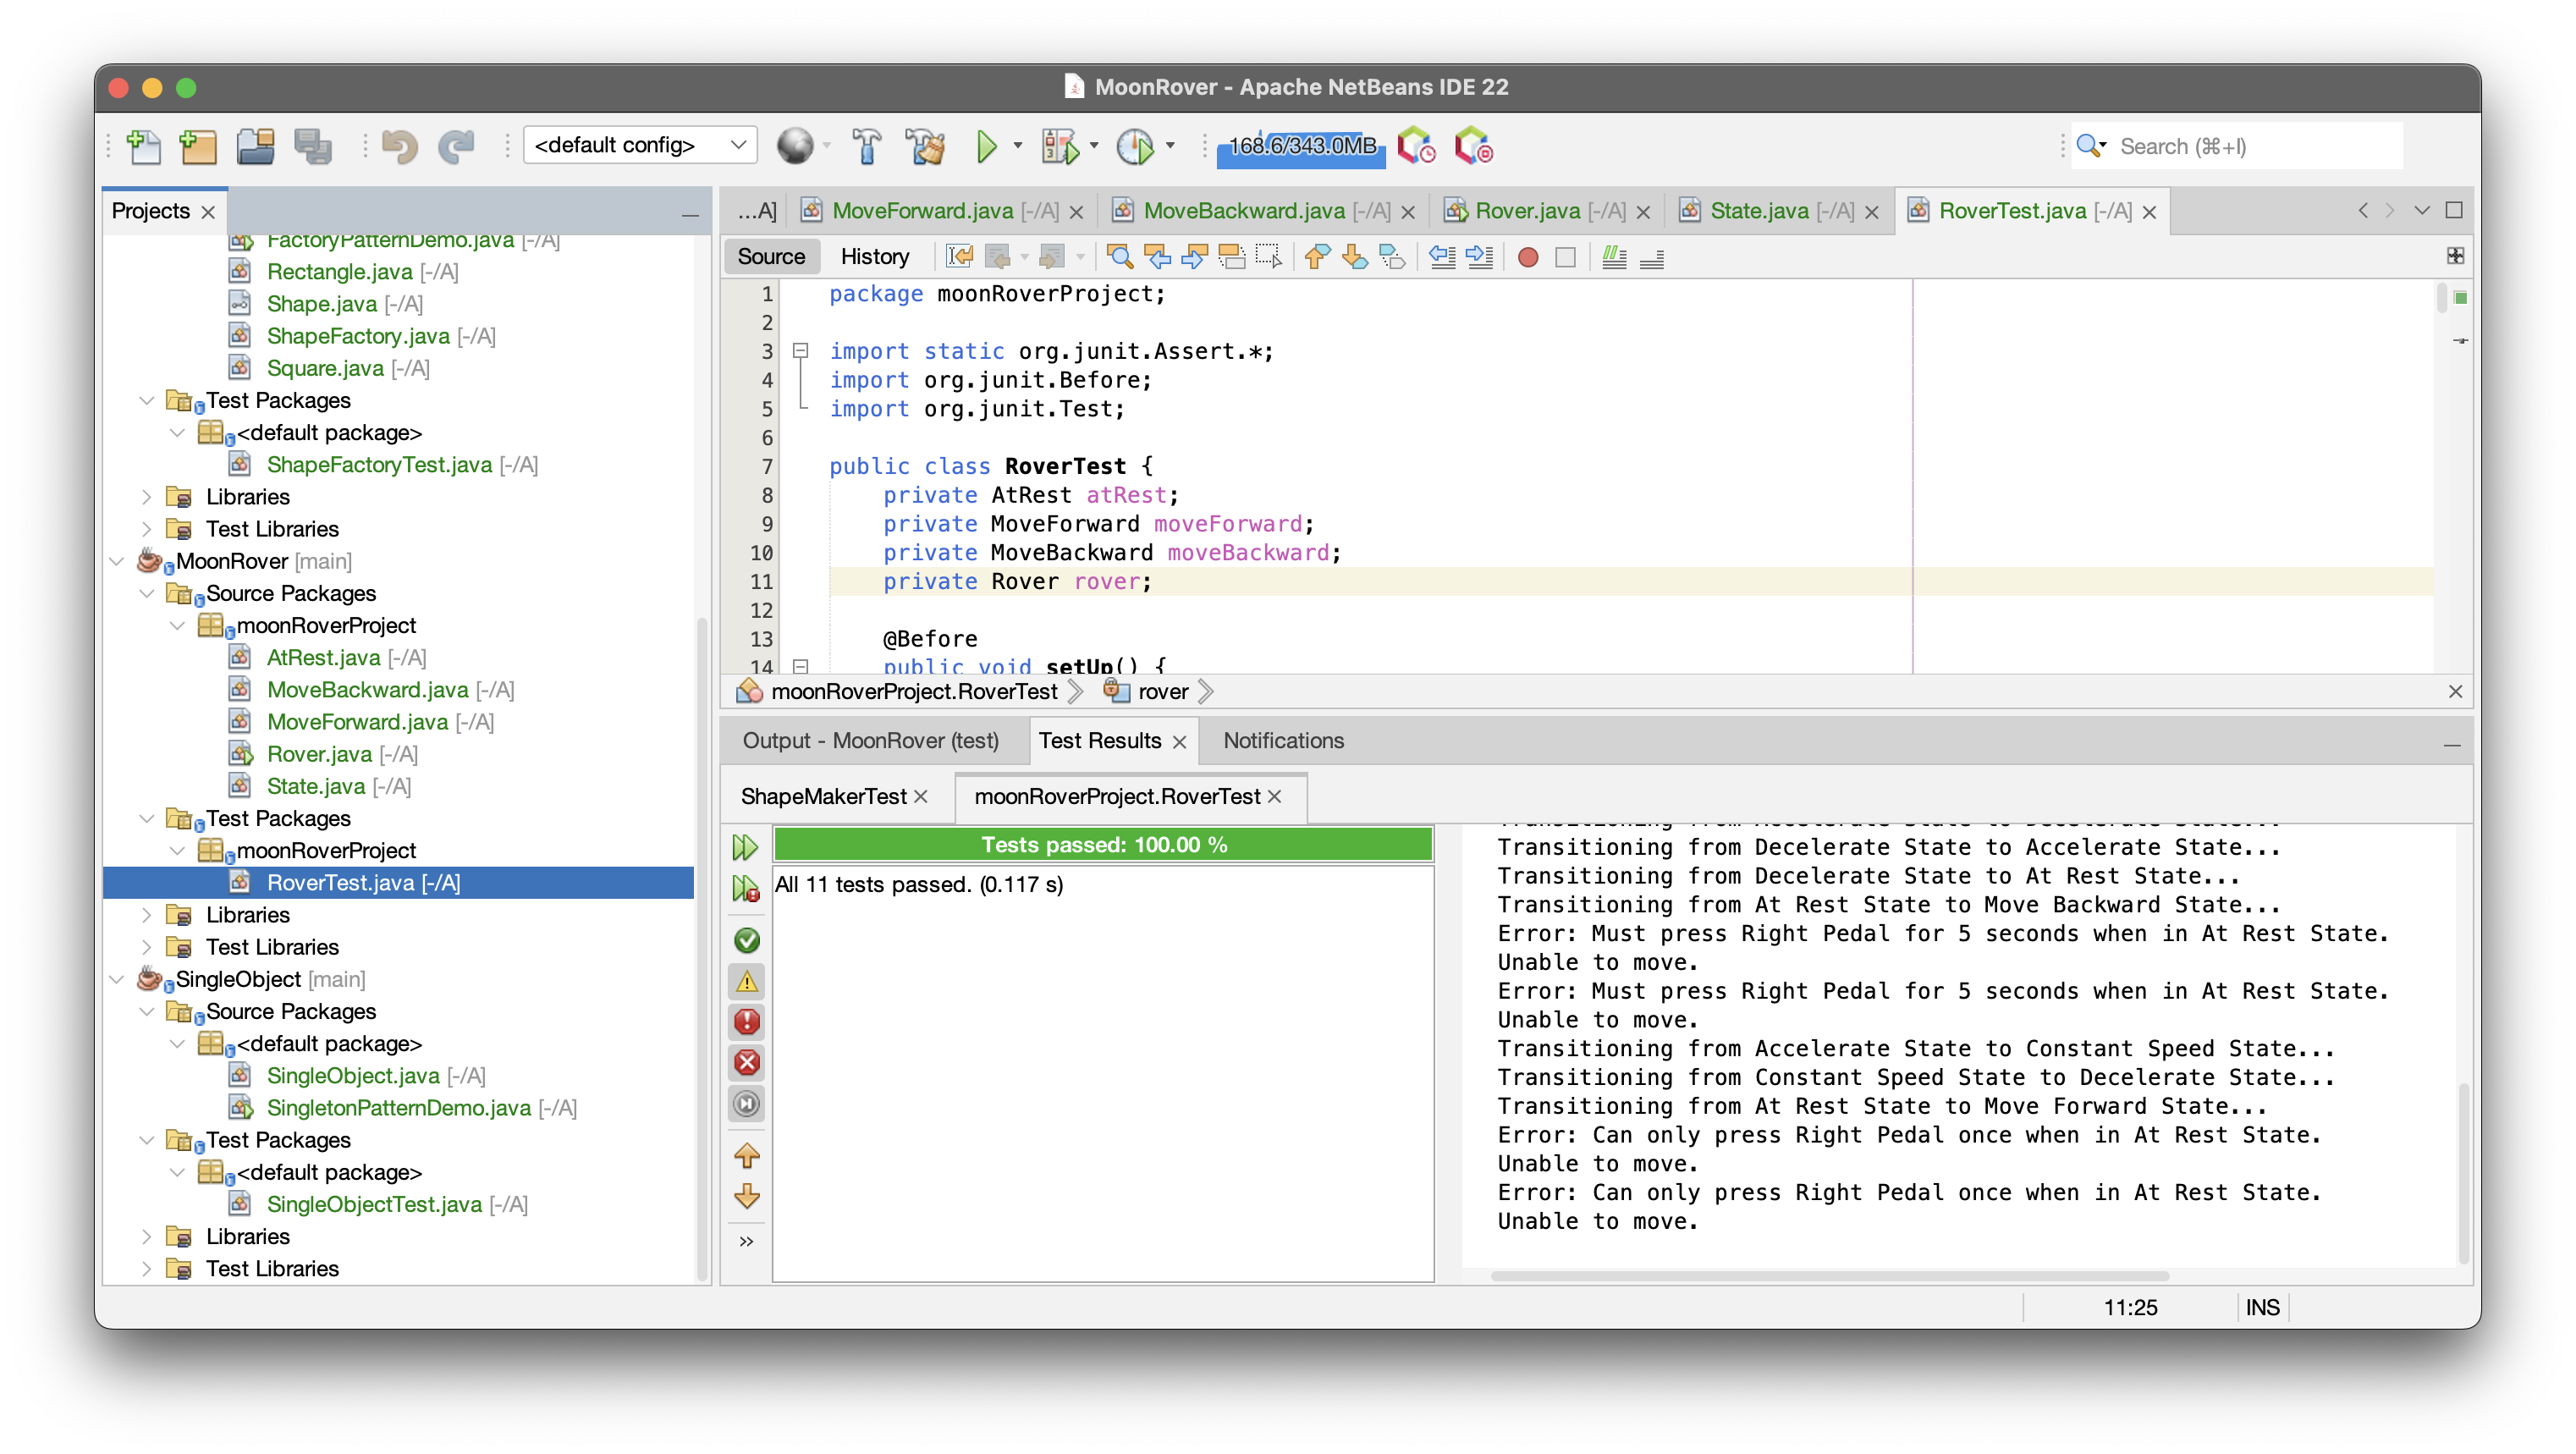 MoonRover - Apache NetBeans IDE 22
<default config>
168.6/343.0MB
Search (⌘+I)
Projects
FactoryPatternDemo.java [-/A]
Rectangle.java [-/A]
Shape.java [-/A]
ShapeFactory.java [-/A]
Square.java [-/A]
Test Packages
<default package>
ShapeFactoryTest.java [-/A]
Libraries
Test Libraries
MoonRover [main]
Source Packages
moonRoverProject
AtRest.java [-/A]
MoveBackward.java [-/A]
MoveForward.java [-/A]
Rover.java [-/A]
State.java [-/A]
Test Packages
moonRoverProject
RoverTest.java [-/A]
Libraries
Test Libraries
SingleObject [main]
Source Packages
<default package>
SingleObject.java [-/A]
SingletonPatternDemo.java [-/A]
Test Packages
<default package>
SingleObjectTest.java [-/A]
Libraries
Test Libraries
...A] MoveForward.java [-/A] MoveBackward.java [-/A] Rover.java [-/A] State.java [-/A] RoverTest.java [-/A]
Source History
1 package moonRoverProject;
2
3 import static org.junit.Assert.*;
4 import org.junit.Before;
5 import org.junit.Test;
6
7 public class RoverTest {
8 private AtRest atRest;
9 private MoveForward moveForward;
10 private MoveBackward moveBackward;
11 private Rover rover;
12
13 @Before
14 public void setUp() {
moonRoverProject.RoverTest rover
Output - MoonRover (test) Test Results Notifications
ShapeMakerTest moonRoverProject.RoverTest
Tests passed: 100.00 %
All 11 tests passed. (0.117 s)
Transitioning from Accelerate State to Decelerate State...
Transitioning from Decelerate State to Accelerate State...
Transitioning from Decelerate State to At Rest State...
Transitioning from At Rest State to Move Backward State...
Error: Must press Right Pedal for 5 seconds when in At Rest State.
Unable to move.
Error: Must press Right Pedal for 5 seconds when in At Rest State.
Unable to move.
Transitioning from Accelerate State to Constant Speed State...
Transitioning from Constant Speed State to Decelerate State...
Transitioning from At Rest State to Move Forward State...
Error: Can only press Right Pedal once when in At Rest State.
Unable to move.
Error: Can only press Right Pedal once when in At Rest State.
Unable to move.
11:25 INS